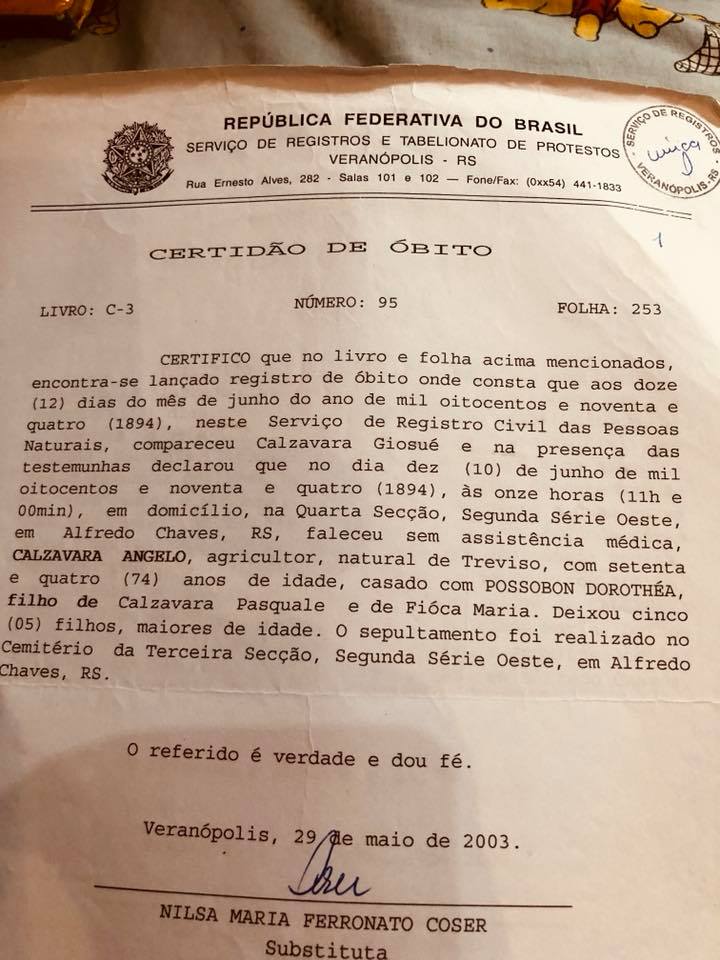 REPÚBLICA FEDERATIVA DO BRASIL
SERVIÇO DE REGISTROS E TABELIONATO DE PROTESTOS
VERANÓPOLIS - RS
Rua Ernesto Alves, 282 - Salas 101 e 102 — Fone/Fax: (0xx54) 441-1833
SERVIÇO DE REGISTROS
VERANÓPOLIS-RS
1
CERTIDÃO DE ÓBITO
LIVRO: C-3 NÚMERO: 95 FOLHA: 253
CERTIFICO que no livro e folha acima mencionados,
encontra-se lançado registro de óbito onde consta que aos doze
(12) dias do mês de junho do ano de mil oitocentos e noventa e
quatro (1894), neste Serviço de Registro Civil das Pessoas
Naturais, compareceu Calzavara Giosué e na presença das
testemunhas declarou que no dia dez (10) de junho de mil
oitocentos e noventa e quatro (1894), às onze horas (11h e
00min), em domicílio, na Quarta Secção, Segunda Série Oeste,
em Alfredo Chaves, RS, faleceu sem assistência médica,
CALZAVARA ANGELO, agricultor, natural de Treviso, com setenta
e quatro (74) anos de idade, casado com POSSOBON DOROTHÉA,
filho de Calzavara Pasquale e de Fióca Maria. Deixou cinco
(05) filhos, maiores de idade. O sepultamento foi realizado no
Cemitério da Terceira Secção, Segunda Série Oeste, em Alfredo
Chaves, RS.
O referido é verdade e dou fé.
Veranópolis, 29 de maio de 2003.
NILSA MARIA FERRONATO COSER
Substituta